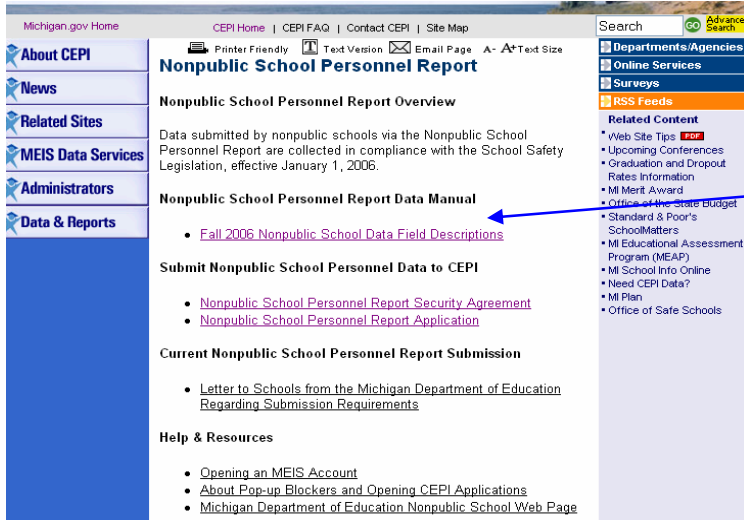 Michigan.gov Home
CEPI Home | CEPI FAQ | Contact CEPI | Site Map
Search GO Advance
Search
About CEPI
News
Related Sites
MEIS Data Services
Administrators
Data & Reports
Printer Friendly T Text Version Email Page A- A+ Text Size
Nonpublic School Personnel Report
Nonpublic School Personnel Report Overview
Data submitted by nonpublic schools via the Nonpublic School
Personnel Report are collected in compliance with the School Safety
Legislation, effective January 1, 2006.
Nonpublic School Personnel Report Data Manual
• Fall 2006 Nonpublic School Data Field Descriptions
Submit Nonpublic School Personnel Data to CEPI
• Nonpublic School Personnel Report Security Agreement
• Nonpublic School Personnel Report Application
Current Nonpublic School Personnel Report Submission
• Letter to Schools from the Michigan Department of Education
Regarding Submission Requirements
Help & Resources
• Opening an MEIS Account
• About Pop-up Blockers and Opening CEPI Applications
• Michigan Department of Education Nonpublic School Web Page
Departments/Agencies
Online Services
Surveys
RSS Feeds
Related Content
• Web Site Tips PDF
• Upcoming Conferences
• Graduation and Dropout
Rates Information
• MI Merit Award
• Office of the State Budget
• Standard & Poor's
SchoolMatters
• MI Educational Assessment
Program (MEAP)
• MI School Info Online
• Need CEPI Data?
• MI Plan
• Office of Safe Schools